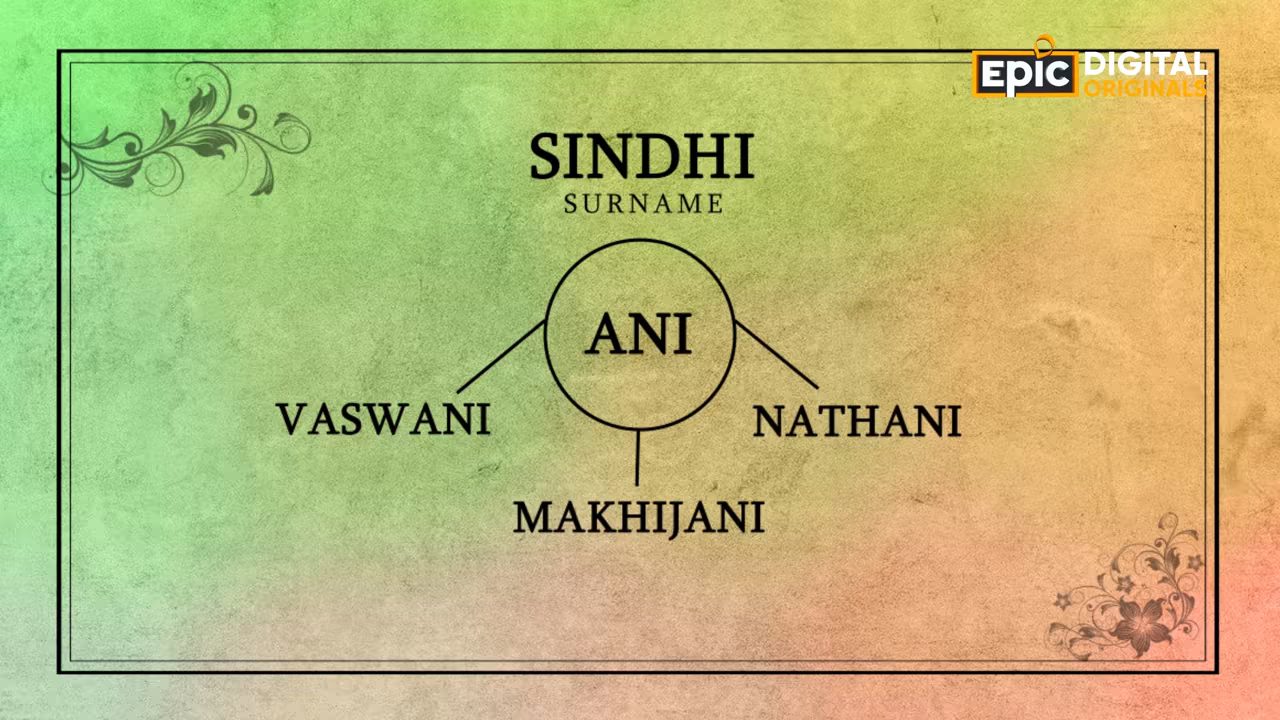 EPIC DIGITAL
ORIGINALS
SINDHI
SURNAME
ANI
VASWANI
NATHANI
MAKHIJANI